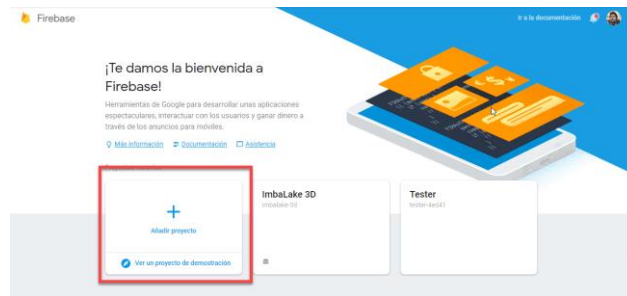 Firebase
Ir a la documentación
¡Te damos la bienvenida a
Firebase!
Herramientas de Google para desarrollar unas aplicaciones
espectaculares, interactuar con los usuarios y ganar dinero a
través de los anuncios para móviles.
Más información
Documentación
Asistencia
Añadir proyecto
Ver un proyecto de demostración
ImbaLake 3D
imbalake-3d
Tester
tester-4ed41